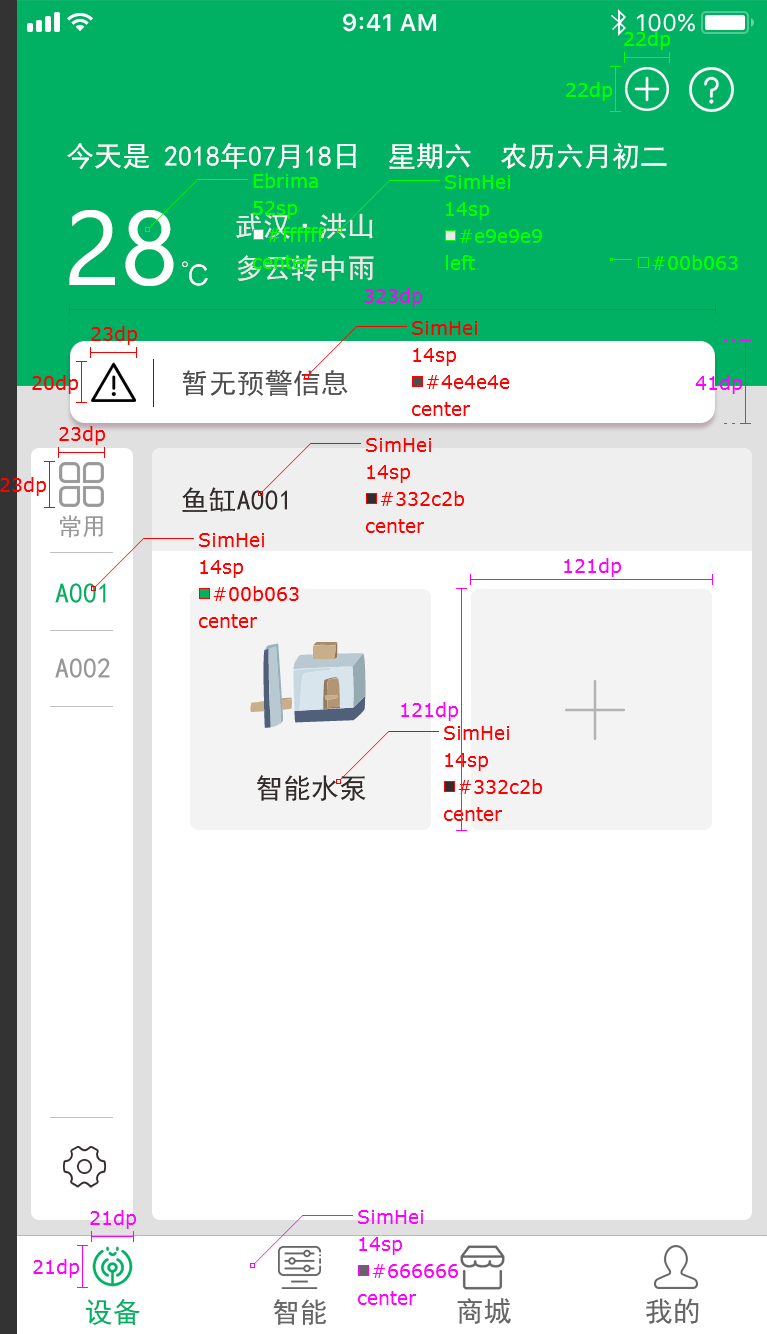 9:41 AM
100%
22dp
22dp
今天是 2018年07月18日 星期六 农历六月初二
Ebrima
52sp
#ffffff
center
SimHei
14sp
#e9e9e9
left
28
℃
武汉·洪山
多云转中雨
#00b063
323dp
23dp
20dp
暂无预警信息
SimHei
14sp
#4e4e4e
center
41dp
23dp
23dp
常用
鱼缸A001
SimHei
14sp
#332c2b
center
A001
SimHei
14sp
#00b063
center
A002
121dp
121dp
智能水泵
SimHei
14sp
#332c2b
center
21dp
21dp
SimHei
14sp
#666666
center
设备
智能
商城
我的